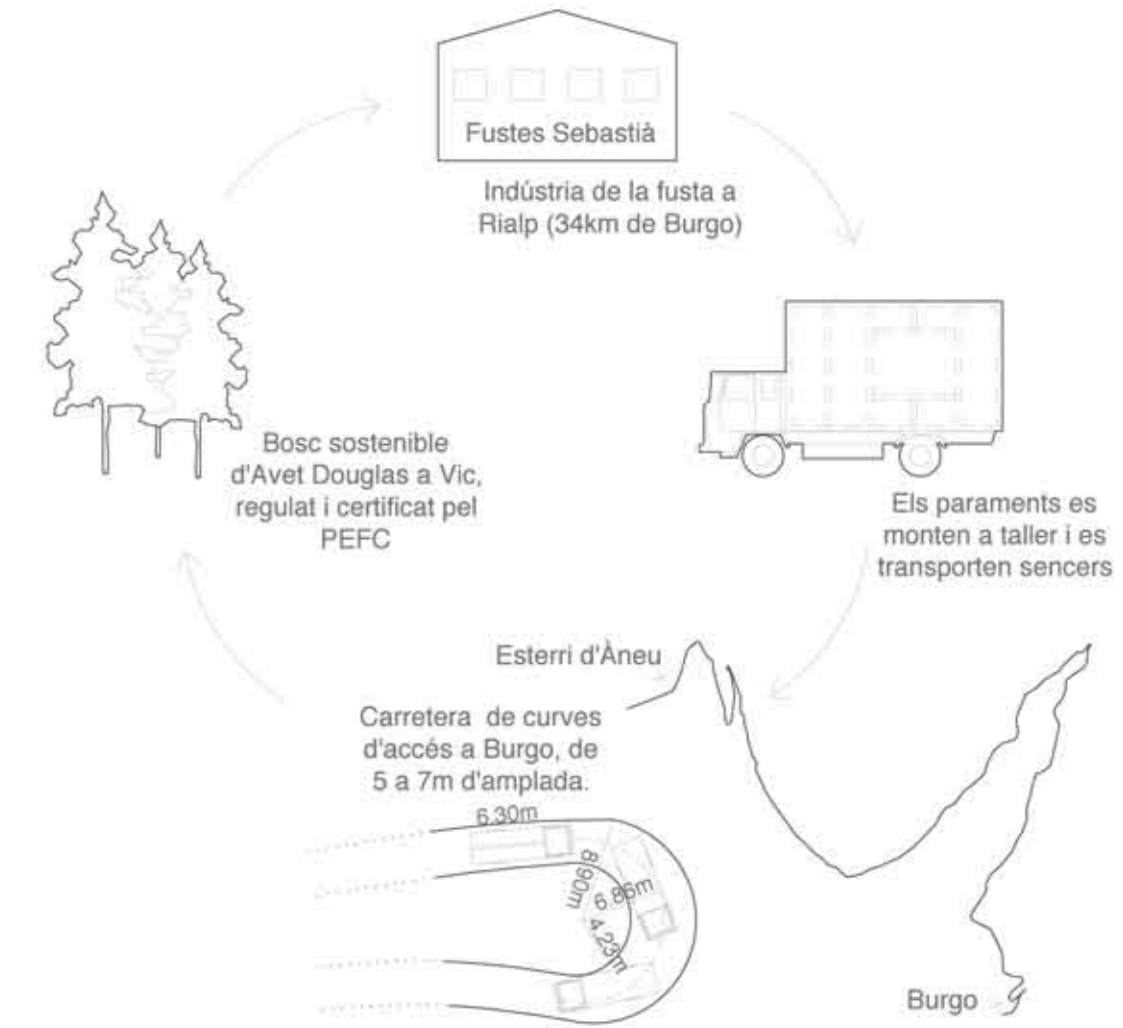 Fustes Sebastià
Indústria de la fusta a
Rialp (34km de Burgo)
Bosc sostenible
d'Avet Douglas a Vic,
regulat i certificat pel
PEFC
Els paraments es
monten a taller i es
transporten sencers
Esterri d'Àneu
Carretera de curves
d'accés a Burgo, de
5 a 7m d'amplada.
6.30m
8.90m
6.86m
4.23m
Burgo